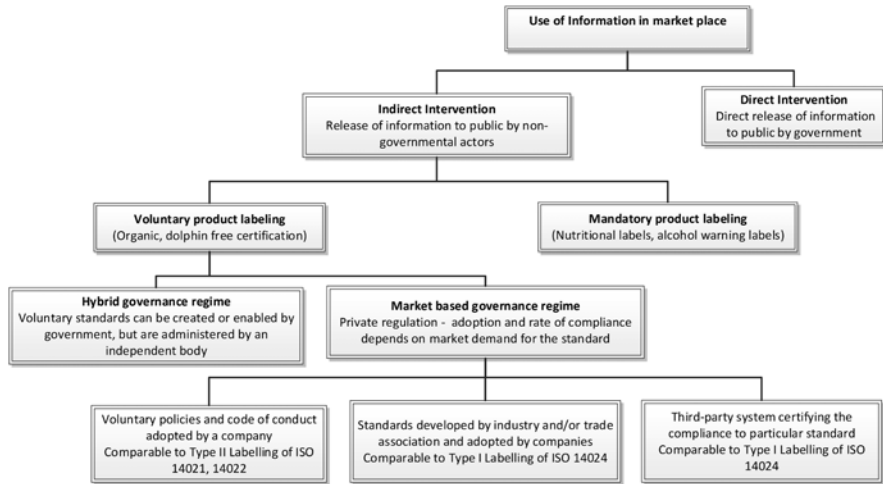 Use of Information in market place
Indirect Intervention
Release of information to public by non-
governmental actors
Direct Intervention
Direct release of information
to public by government
Voluntary product labeling
(Organic, dolphin free certification)
Mandatory product labeling
(Nutritional labels, alcohol warning labels)
Hybrid governance regime
Voluntary standards can be created or enabled by
government, but are administered by an
independent body
Market based governance regime
Private regulation - adoption and rate of compliance
depends on market demand for the standard
Voluntary policies and code of conduct
adopted by a company
Comparable to Type II Labelling of ISO
14021, 14022
Standards developed by industry and/or trade
association and adopted by companies
Comparable to Type I Labelling of ISO 14024
Third-party system certifying the
compliance to particular standard
Comparable to Type I Labelling of ISO
14024